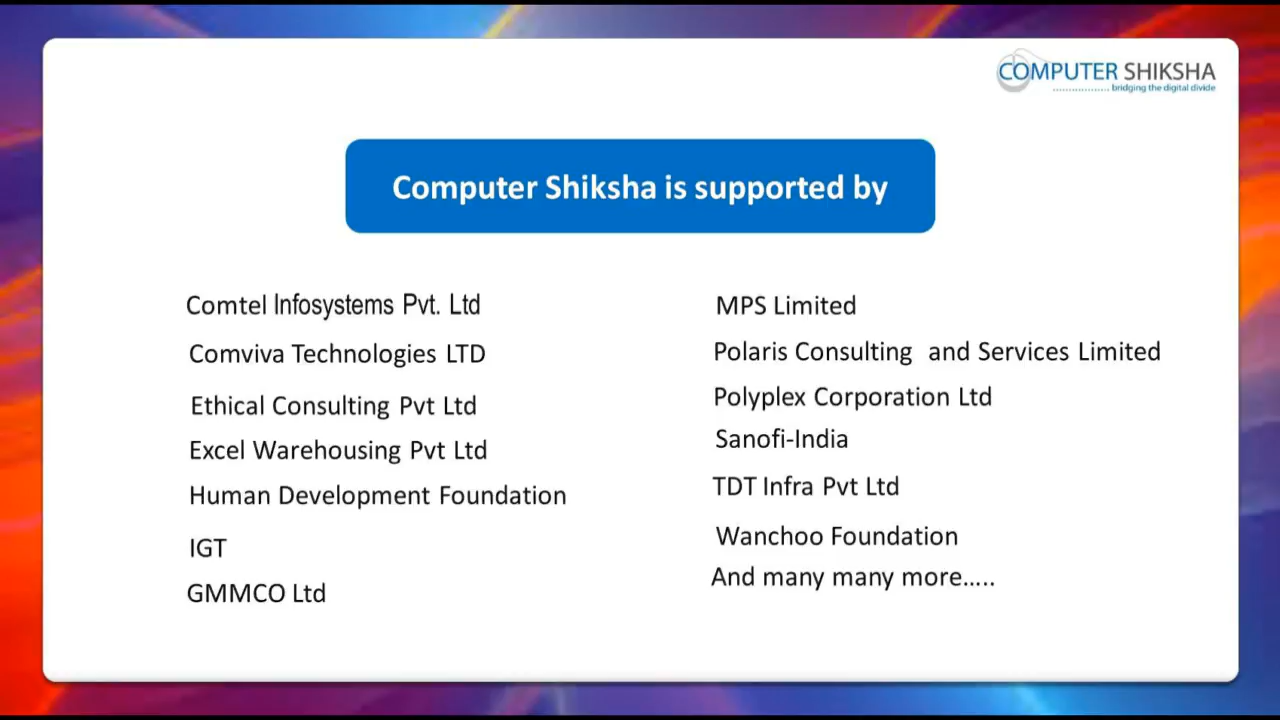 COMPUTER SHIKSHA
bridging the digital divide
Computer Shiksha is supported by
Comtel Infosystems Pvt. Ltd
Comviva Technologies LTD
Ethical Consulting Pvt Ltd
Excel Warehousing Pvt Ltd
Human Development Foundation
IGT
GMMCO Ltd
MPS Limited
Polaris Consulting and Services Limited
Polyplex Corporation Ltd
Sanofi-India
TDT Infra Pvt Ltd
Wanchoo Foundation
And many many more.....